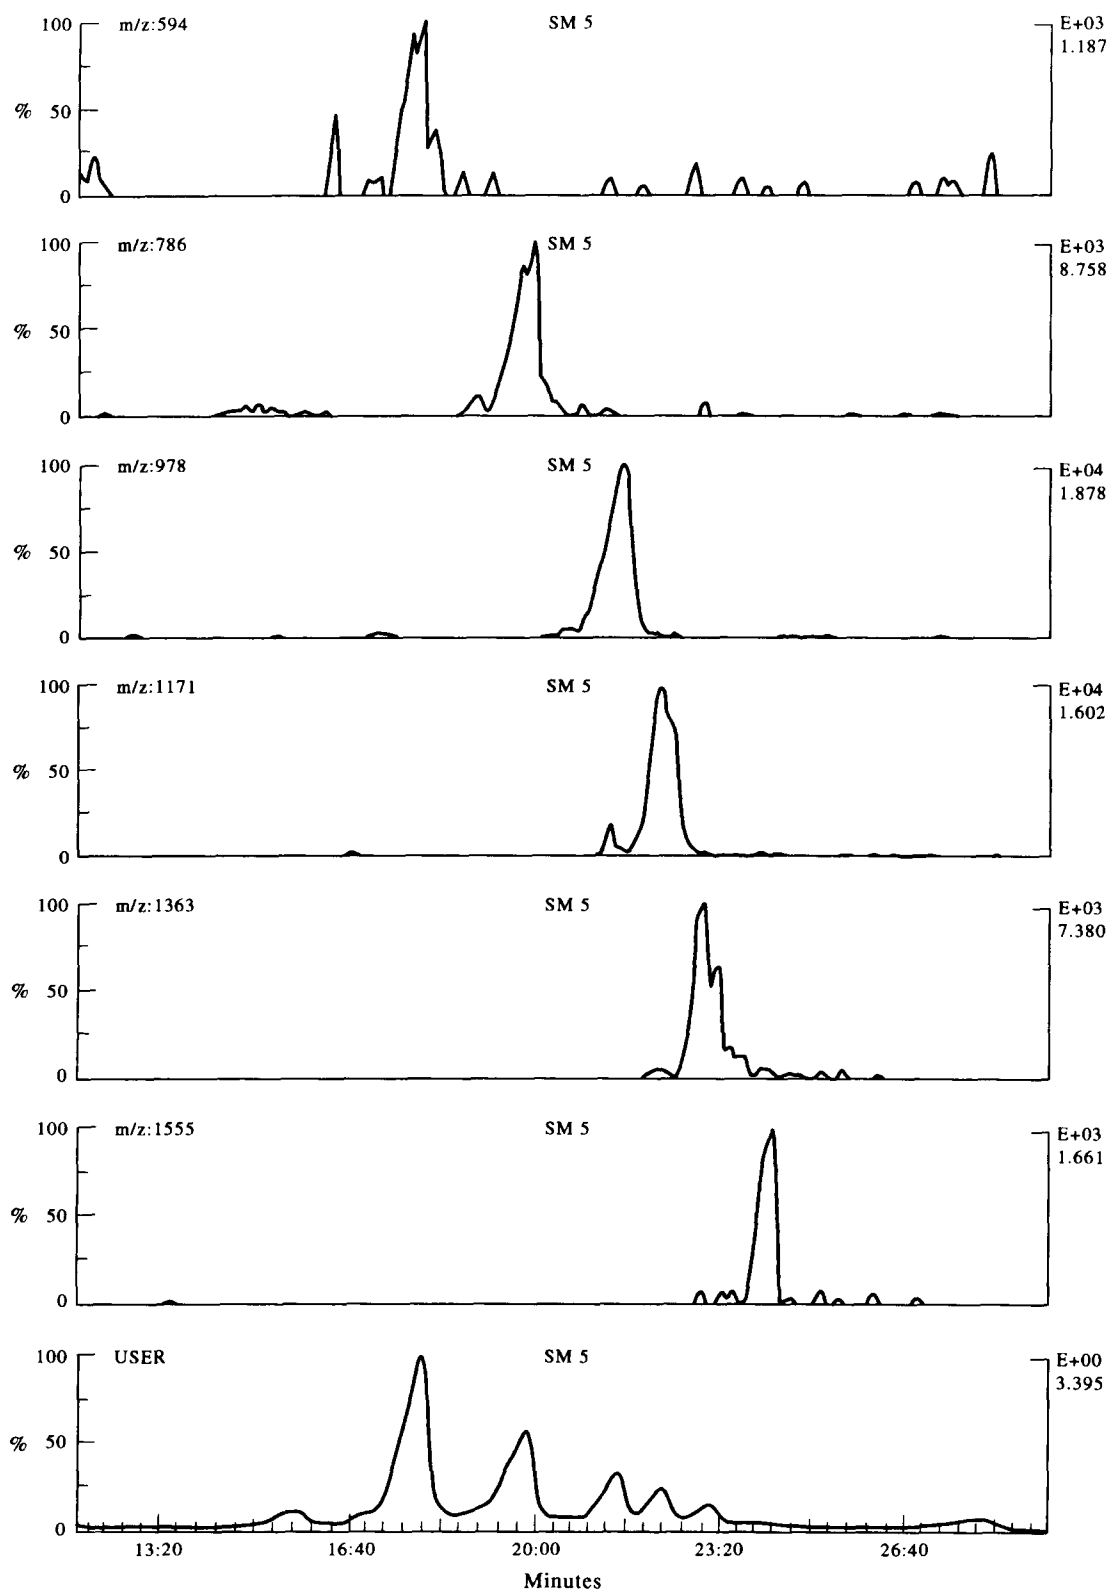 100 m/z:594 SM 5 E+03
1.187
% 50
0
100 m/z:786 SM 5 E+03
8.758
% 50
0
100 m/z:978 SM 5 E+04
1.878
% 50
0
100 m/z:1171 SM 5 E+04
1.602
% 50
0
100 m/z:1363 SM 5 E+03
7.380
% 50
0
100 m/z:1555 SM 5 E+03
1.661
% 50
0
100 USER SM 5 E+00
3.395
% 50
0
13:20 16:40 20:00 23:20 26:40
Minutes